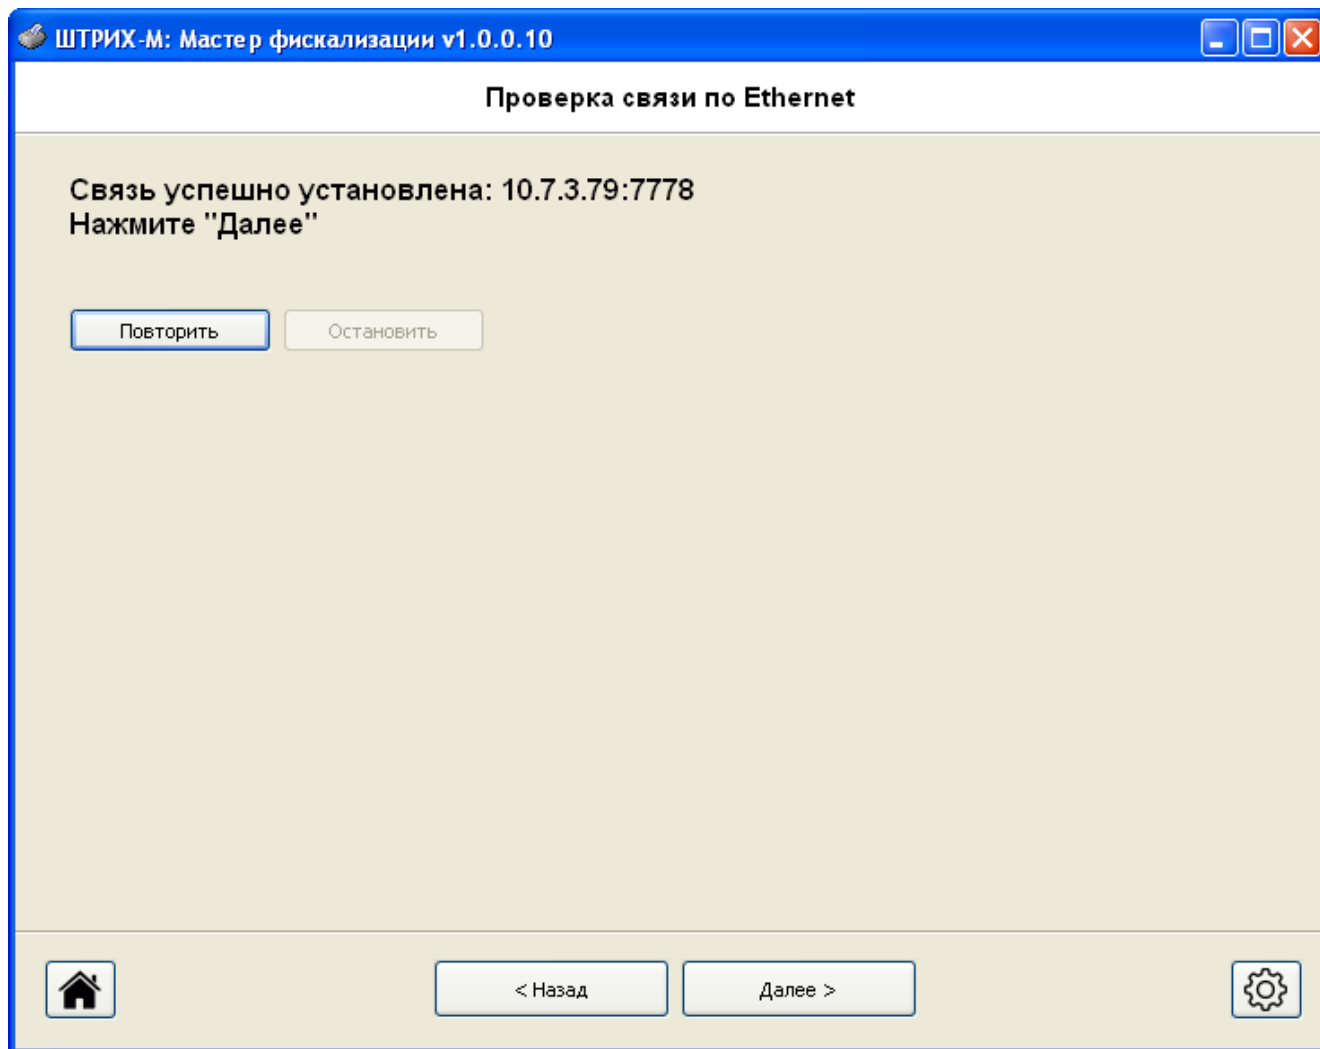 ШТРИХ-М: Мастер фискализации v1.0.0.10
Проверка связи по Ethernet
Связь успешно установлена: 10.7.3.79:7778
Нажмите "Далее"
Повторить Остановить
< Назад Далее >